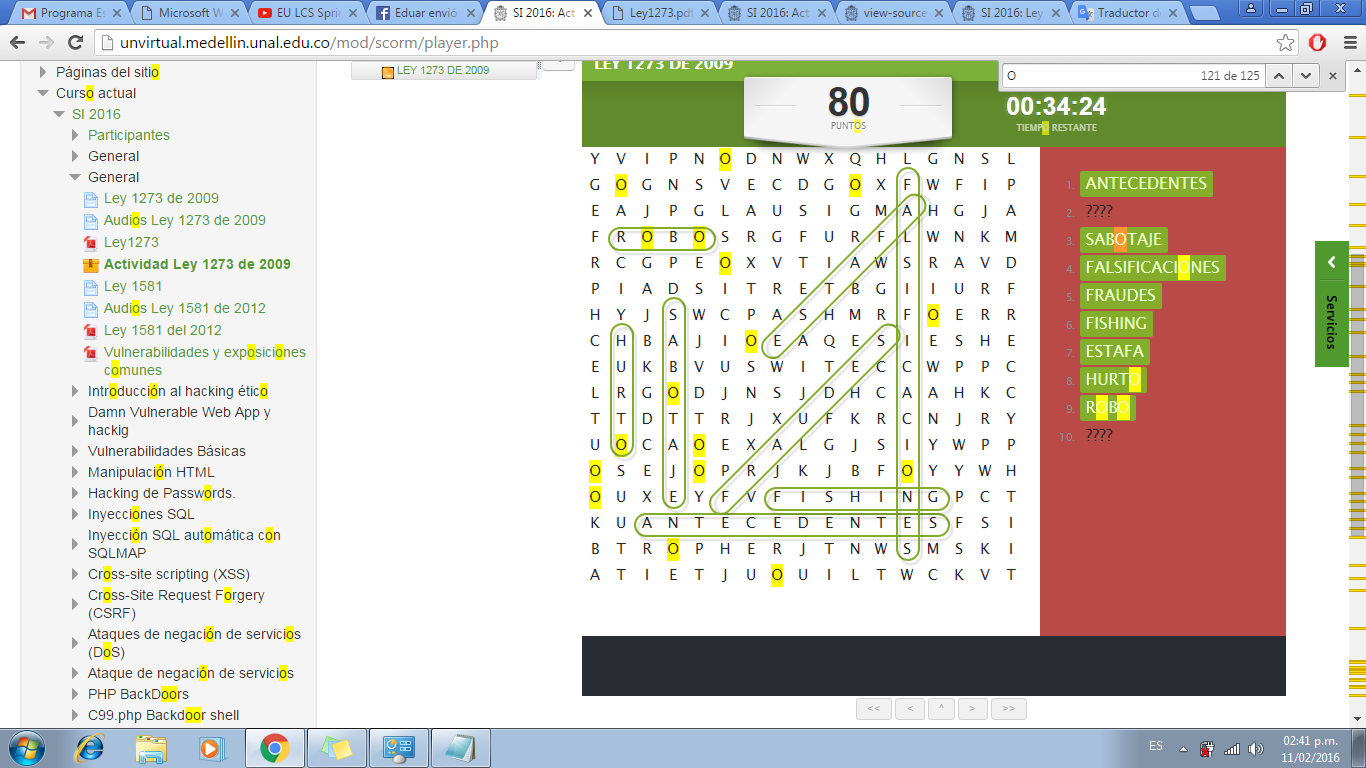 Programa Es
Microsoft W
EU LCS Sprin
Eduar envió
SI 2016: Act
Ley1273.pdf
SI 2016: Act
view-source
SI 2016: Ley
Traductor de
unvirtual.medellin.unal.edu.co/mod/scorm/player.php
O 121 de 125
Páginas del sitio
Curso actual
SI 2016
Participantes
General
General
Ley 1273 de 2009
Audios Ley 1273 de 2009
Ley1273
Actividad Ley 1273 de 2009
Ley 1581
Audios Ley 1581 de 2012
Ley 1581 del 2012
Vulnerabilidades y exposiciones
comunes
Introducción al hacking ético
Damn Vulnerable Web App y
hackig
Vulnerabilidades Básicas
Manipulación HTML
Hacking de Passwords.
Inyecciones SQL
Inyección SQL automática con
SQLMAP
Cross-site scripting (XSS)
Cross-Site Request Forgery
(CSRF)
Ataques de negación de servicios
(DoS)
Ataque de negación de servicios
PHP BackDoors
C99.php Backdoor shell
LEY 1273 DE 2009
LEY 1273 DE 2009
80
PUNTOS
00:34:24
TIEMPO RESTANTE
Y V I P N O D N W X Q H L G N S L
G O G N S V E C D G O X F W F I P
E A J P G L A U S I G M A H G J A
F R O B O S R G F U R F L W N K M
R C G P E O X V T I A W S R A V D
P I A D S I T R E T B G I I U R F
H Y J S W C P A S H M R F O E R R
C H B A J I O E A Q E S I E S H E
E U K B V U S W I T E C C W P P C
L R G O D J N S J D H C A A H K C
T T D T T R J X U F K R C N J R Y
U O C A O E X A L G J S I Y W P P
O S E J O P R J K J B F O Y Y W H
O U X E Y F V F I S H I N G P C T
K U A N T E C E D E N T E S F S I
B T R O P H E R J T N W S M S K I
A T I E T J U O U I L T W C K V T
1. ANTECEDENTES
2. ????
3. SABOTAJE
4. FALSIFICACIONES
5. FRAUDES
6. FISHING
7. ESTAFA
8. HURTO
9. ROBO
10. ????
Servicios
<< < ^ > >>
ES
02:41 p.m.
11/02/2016